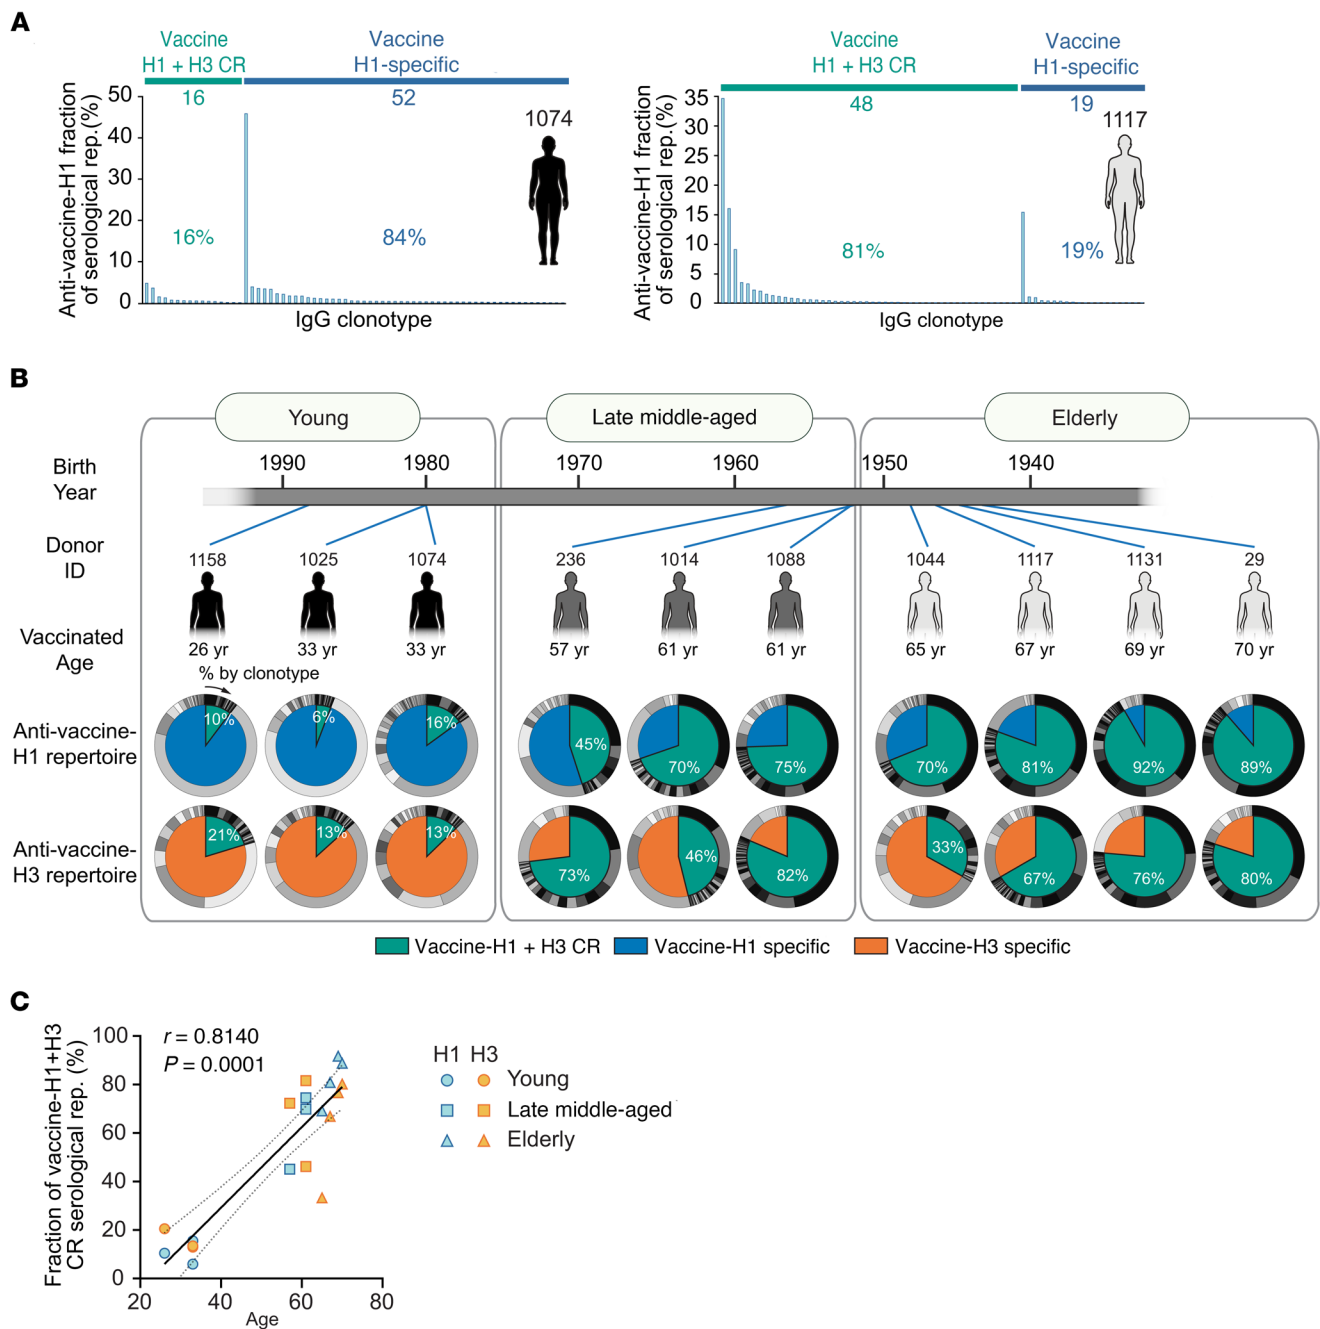 A
Vaccine
H1 + H3 CR
Vaccine
H1-specific
16
52
1074
16%
84%
Anti-vaccine-H1 fraction
of serological rep.(%)
50
40
30
20
10
0
IgG clonotype
Vaccine
H1 + H3 CR
Vaccine
H1-specific
48
19
1117
81%
19%
Anti-vaccine-H1 fraction
of serological rep.(%)
35
30
25
20
15
10
5
0
IgG clonotype
B
Young
Late middle-aged
Elderly
Birth
Year
1990
1980
1970
1960
1950
1940
Donor
ID
1158
1025
1074
236
1014
1088
1044
1117
1131
29
Vaccinated
Age
26 yr
33 yr
33 yr
57 yr
61 yr
61 yr
65 yr
67 yr
69 yr
70 yr
% by clonotype
Anti-vaccine-
H1 repertoire
10%
6%
16%
45%
70%
75%
70%
81%
92%
89%
Anti-vaccine-
H3 repertoire
21%
13%
13%
73%
46%
82%
33%
67%
76%
80%
Vaccine-H1 + H3 CR
Vaccine-H1 specific
Vaccine-H3 specific
C
Fraction of vaccine-H1+H3
CR serological rep. (%)
100
80
60
40
20
0
r = 0.8140
P = 0.0001
20
40
60
80
Age
H1 H3
Young
Late middle-aged
Elderly